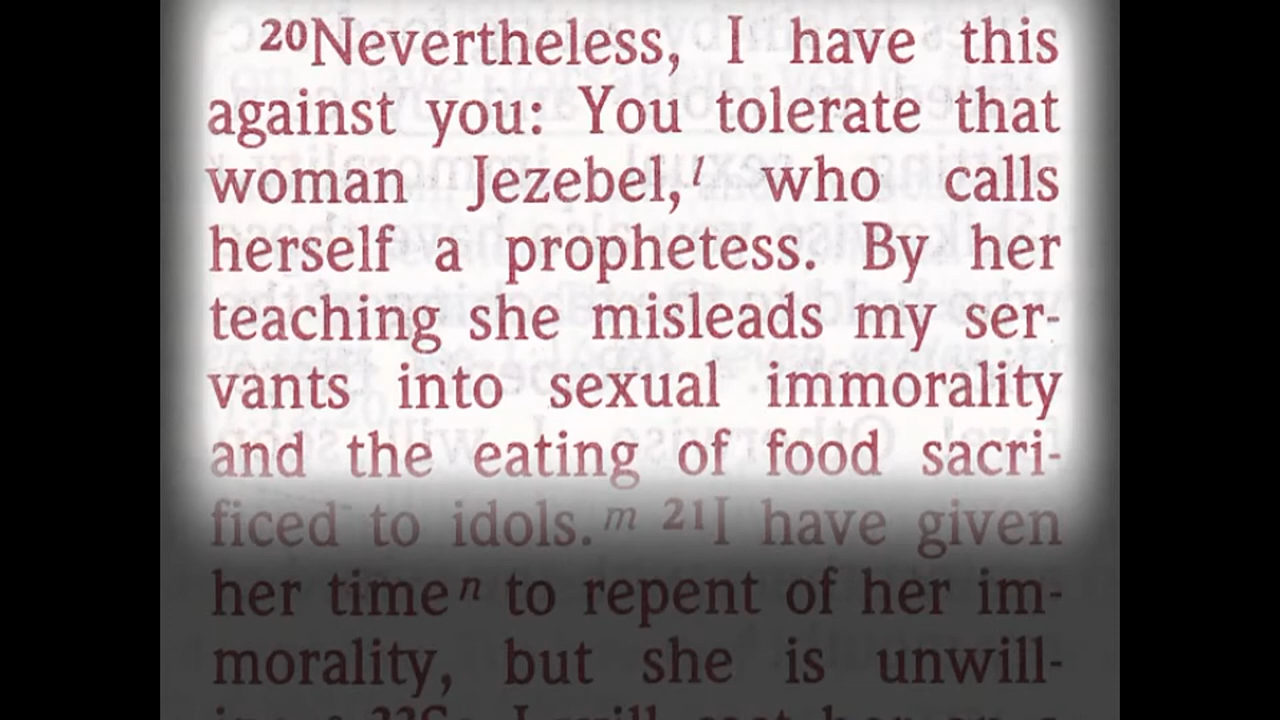 20Nevertheless, I have this
against you: You tolerate that
woman Jezebel,l who calls
herself a prophetess. By her
teaching she misleads my ser-
vants into sexual immorality
and the eating of food sacri-
ficed to idols.m 21I have given
her timen to repent of her im-
morality, but she is unwill-